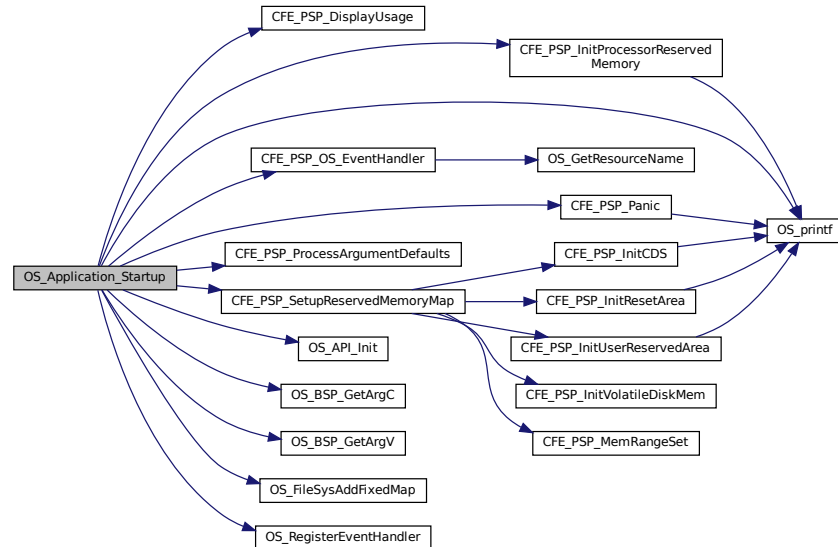 CFE_PSP_DisplayUsage
CFE_PSP_InitProcessorReserved
Memory
CFE_PSP_OS_EventHandler
OS_GetResourceName
CFE_PSP_Panic
OS_printf
CFE_PSP_ProcessArgumentDefaults
CFE_PSP_InitCDS
OS_Application_Startup
CFE_PSP_SetupReservedMemoryMap
CFE_PSP_InitResetArea
OS_API_Init
CFE_PSP_InitUserReservedArea
OS_BSP_GetArgC
CFE_PSP_InitVolatileDiskMem
OS_BSP_GetArgV
CFE_PSP_MemRangeSet
OS_FileSysAddFixedMap
OS_RegisterEventHandler